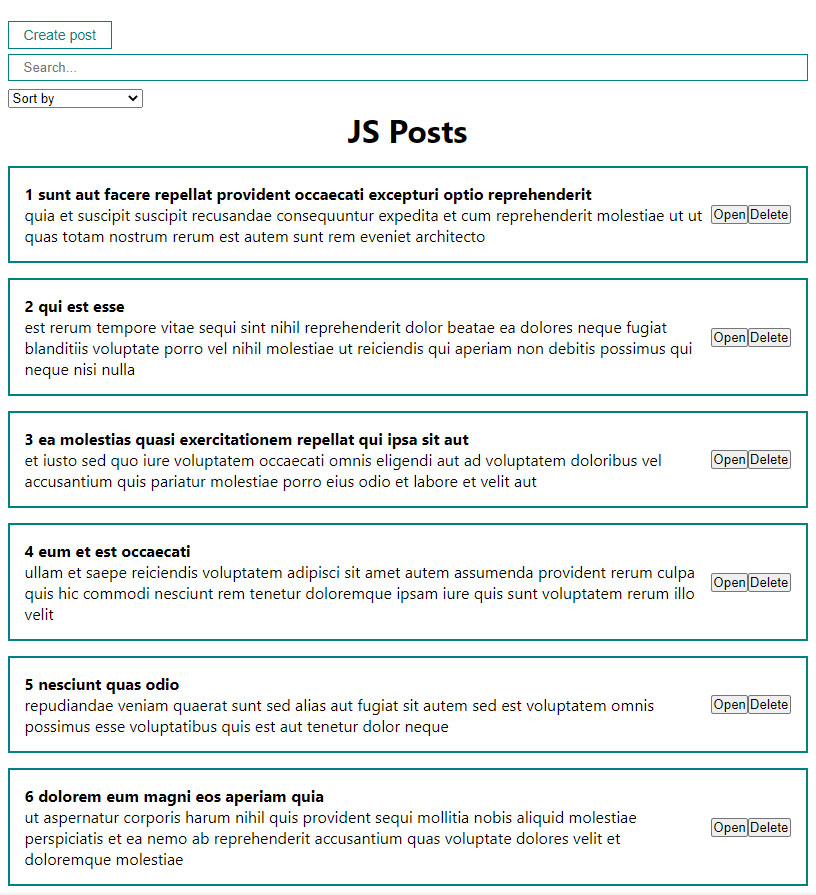 Create post
Search...
Sort by
JS Posts
1 sunt aut facere repellat provident occaecati excepturi optio reprehenderit
quia et suscipit suscipit recusandae consequuntur expedita et cum reprehenderit molestiae ut ut
quas totam nostrum rerum est autem sunt rem eveniet architecto
Open Delete
2 qui est esse
est rerum tempore vitae sequi sint nihil reprehenderit dolor beatae ea dolores neque fugiat
blanditiis voluptate porro vel nihil molestiae ut reiciendis qui aperiam non debitis possimus qui
neque nisi nulla
Open Delete
3 ea molestias quasi exercitationem repellat qui ipsa sit aut
et iusto sed quo iure voluptatem occaecati omnis eligendi aut ad voluptatem doloribus vel
accusantium quis pariatur molestiae porro eius odio et labore et velit aut
Open Delete
4 eum et est occaecati
ullam et saepe reiciendis voluptatem adipisci sit amet autem assumenda provident rerum culpa
quis hic commodi nesciunt rem tenetur doloremque ipsam iure quis sunt voluptatem rerum illo
velit
Open Delete
5 nesciunt quas odio
repudiandae veniam quaerat sunt sed alias aut fugiat sit autem sed est voluptatem omnis
possimus esse voluptatibus quis est aut tenetur dolor neque
Open Delete
6 dolorem eum magni eos aperiam quia
ut aspernatur corporis harum nihil quis provident sequi mollitia nobis aliquid molestiae
perspiciatis et ea nemo ab reprehenderit accusantium quas voluptate dolores velit et
doloremque molestiae
Open Delete